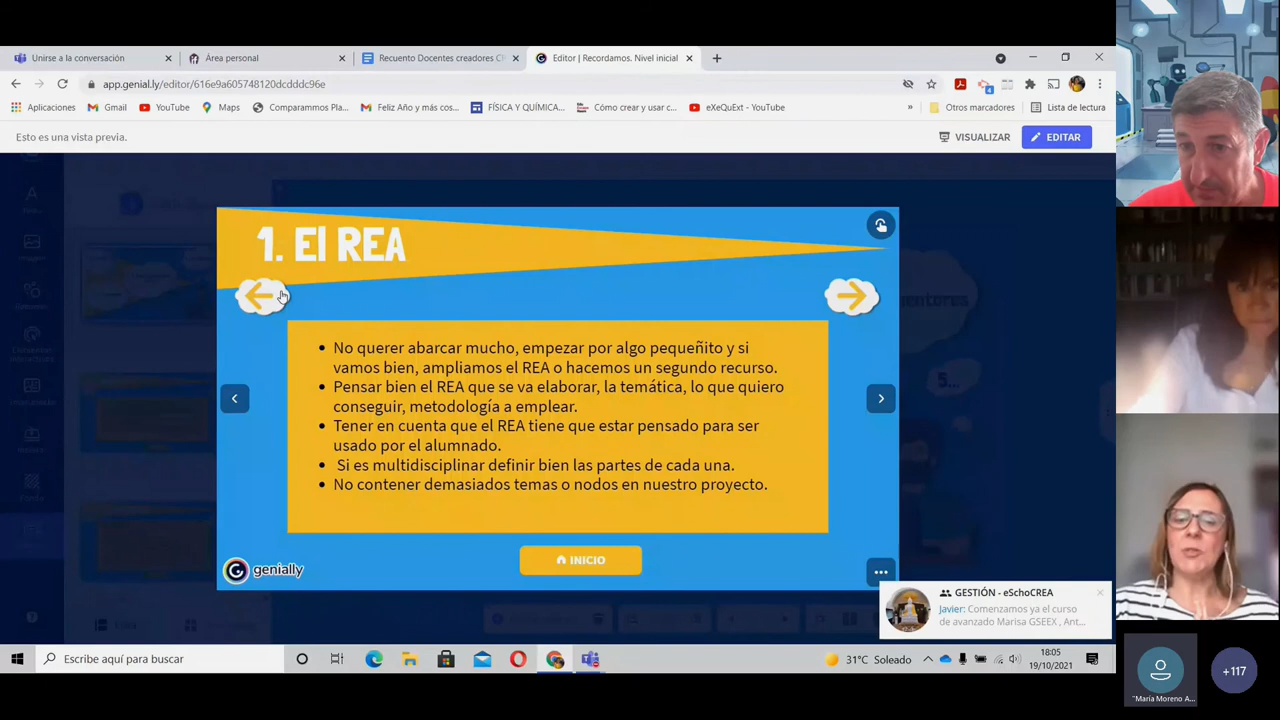 Unirse a la conversación
Área personal
Recuento Docentes creadores C
Editor | Recordamos. Nivel inicial
app.genial.ly/editor/616e9a605748120dcdddc96e
Aplicaciones
Gmail
YouTube
Maps
Comparammos Pla...
Feliz Año y más cos...
FÍSICA Y QUÍMICA...
Cómo crear y usar c...
eXeQuExt - YouTube
»
Otros marcadores
Lista de lectura
Esto es una vista previa.
VISUALIZAR
EDITAR
1. El REA
• No querer abarcar mucho, empezar por algo pequeñito y si
vamos bien, ampliamos el REA o hacemos un segundo recurso.
• Pensar bien el REA que se va elaborar, la temática, lo que quiero
conseguir, metodología a emplear.
• Tener en cuenta que el REA tiene que estar pensado para ser
usado por el alumnado.
• Si es multidisciplinar definir bien las partes de cada una.
• No contener demasiados temas o nodos en nuestro proyecto.
INICIO
genially
5...
GESTIÓN - eSchoCREA
Javier: Comenzamos ya el curso
de avanzado Marisa GSEEX , Ant...
Escribe aquí para buscar
31°C Soleado
18:05
19/10/2021
"María Moreno A...
+117